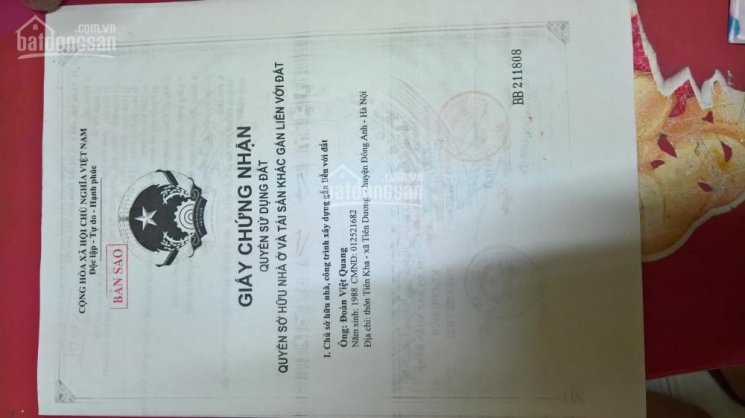 CỘNG HÒA XÃ HỘI CHỦ NGHĨA VIỆT NAM
Độc lập - Tự do - Hạnh phúc
BẢN SAO
GIẤY CHỨNG NHẬN
QUYỀN SỬ DỤNG ĐẤT
QUYỀN SỞ HỮU NHÀ Ở VÀ TÀI SẢN KHÁC GẮN LIỀN VỚI ĐẤT
I. Chủ sở hữu nhà, công trình xây dựng gắn liền với đất
Ông: Đoàn Việt Quang
Năm sinh: 1988 CMND: 012521682
Địa chỉ: thôn Tiên Kha - xã Tiên Dương - huyện Đông Anh - Hà Nội
BB 211808
batdongsan
.com.vn
batdongsan
.com.vn